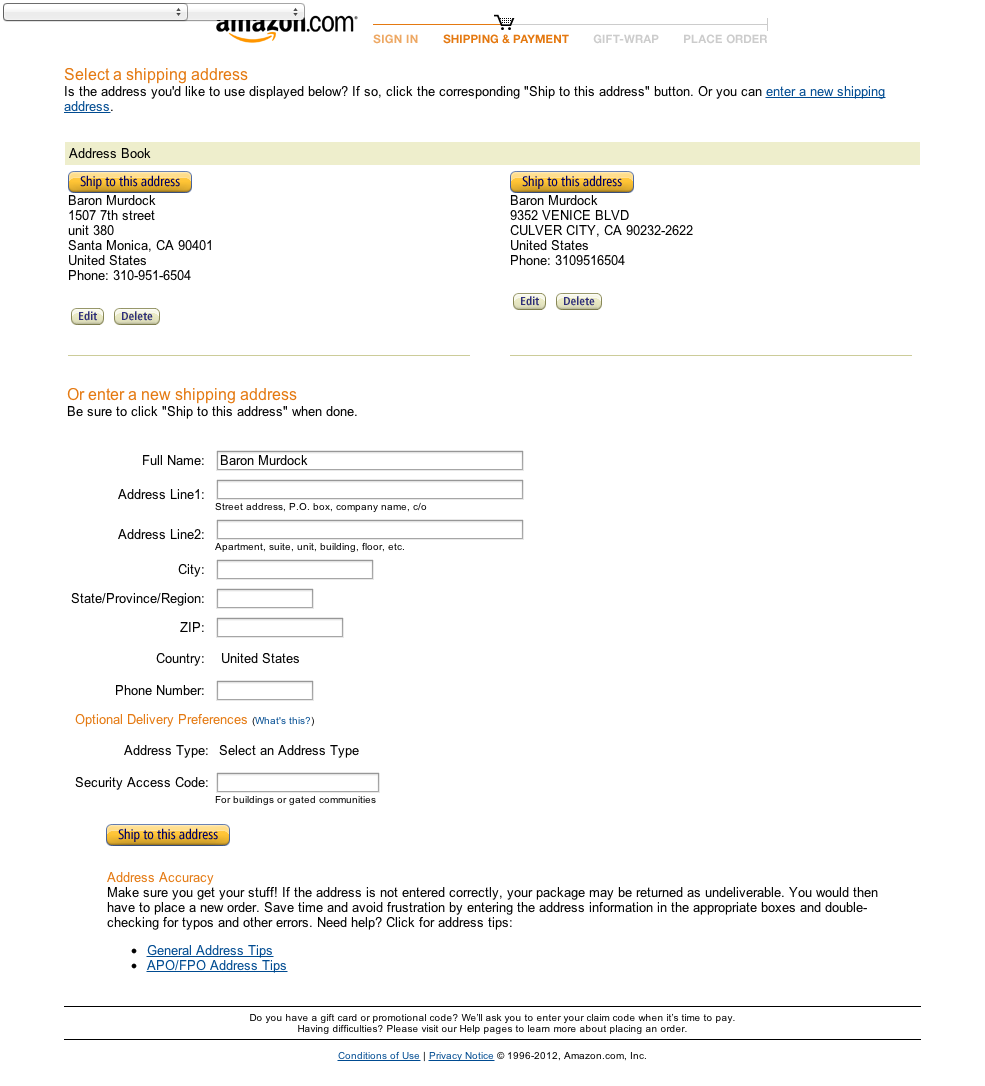 amazon.com
SIGN IN SHIPPING & PAYMENT GIFT-WRAP PLACE ORDER
Select a shipping address
Is the address you'd like to use displayed below? If so, click the corresponding "Ship to this address" button. Or you can enter a new shipping
address.
Address Book
Ship to this address
Baron Murdock
1507 7th street
unit 380
Santa Monica, CA 90401
United States
Phone: 310-951-6504
Edit Delete
Ship to this address
Baron Murdock
9352 VENICE BLVD
CULVER CITY, CA 90232-2622
United States
Phone: 3109516504
Edit Delete
Or enter a new shipping address
Be sure to click "Ship to this address" when done.
Full Name: Baron Murdock
Address Line1:
Street address, P.O. box, company name, c/o
Address Line2:
Apartment, suite, unit, building, floor, etc.
City:
State/Province/Region:
ZIP:
Country: United States
Phone Number:
Optional Delivery Preferences (What's this?)
Address Type: Select an Address Type
Security Access Code:
For buildings or gated communities
Ship to this address
Address Accuracy
Make sure you get your stuff! If the address is not entered correctly, your package may be returned as undeliverable. You would then
have to place a new order. Save time and avoid frustration by entering the address information in the appropriate boxes and double-
checking for typos and other errors. Need help? Click for address tips:
• General Address Tips
• APO/FPO Address Tips
Do you have a gift card or promotional code? We'll ask you to enter your claim code when it's time to pay.
Having difficulties? Please visit our Help pages to learn more about placing an order.
Conditions of Use | Privacy Notice © 1996-2012, Amazon.com, Inc.